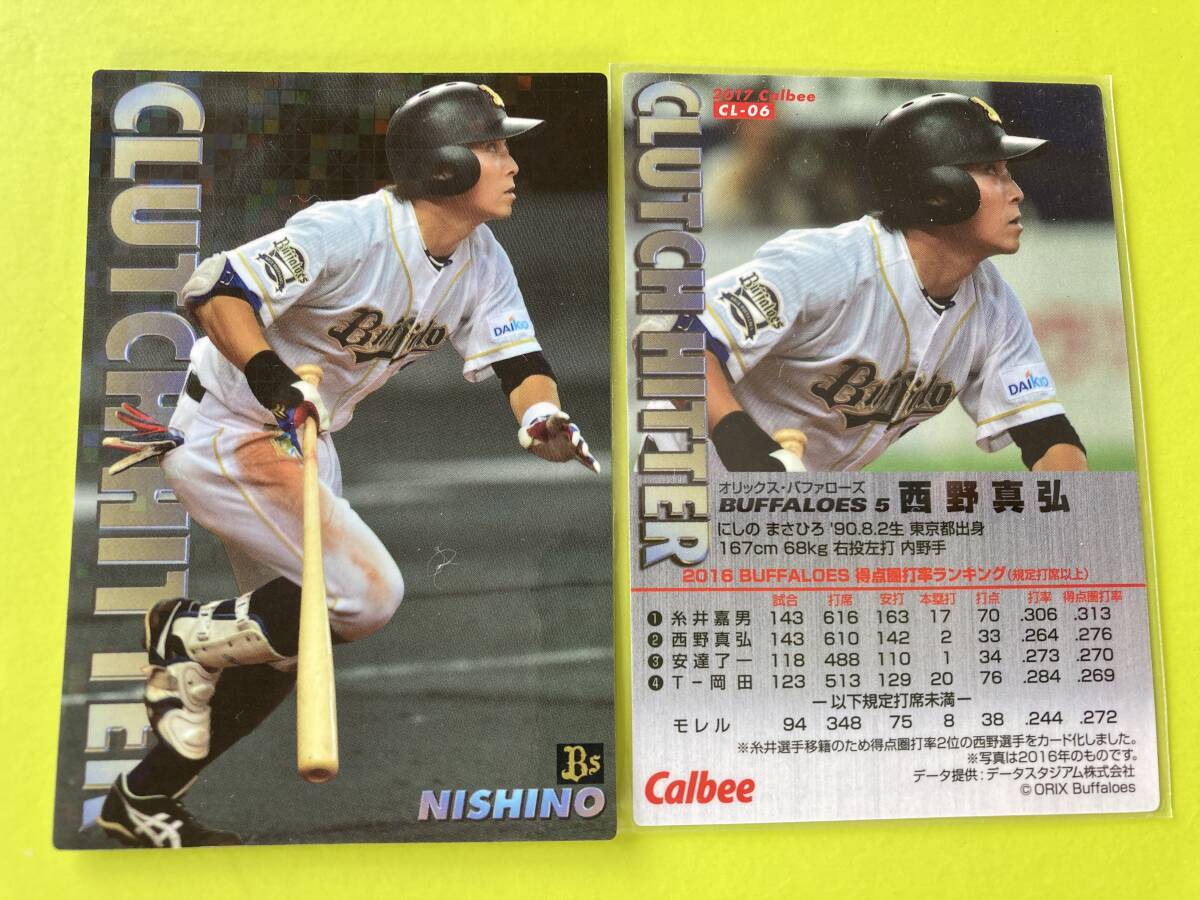 CLUTCH HITTER
Buffaloes
Buffalo
DAIKIN
Bs
NISHINO
2017 Calbee
CL-06
CLUTCH HITTER
Buffaloes
Buffalo
DAIKIN
オリックス・バファローズ
BUFFALOES 5 西野真弘
にしの まさひろ '90.8.2生 東京都出身
167cm 68kg 右投左打 内野手
2016 BUFFALOES 得点圏打率ランキング(規定打席以上)
試合 打席 安打 本塁打 打点 打率 得点圏打率
❶ 糸井嘉男 143 616 163 17 70 .306 .313
❷ 西野真弘 143 610 142 2 33 .264 .276
❸ 安達了一 118 488 110 1 34 .273 .270
❹ T-岡田 123 513 129 20 76 .284 .269
ー以下規定打席未満ー
モレル 94 348 75 8 38 .244 .272
※糸井選手移籍のため得点圏打率2位の西野選手をカード化しました。
※写真は2016年のものです。
データ提供:データスタジアム株式会社
Calbee
© ORIX Buffaloes